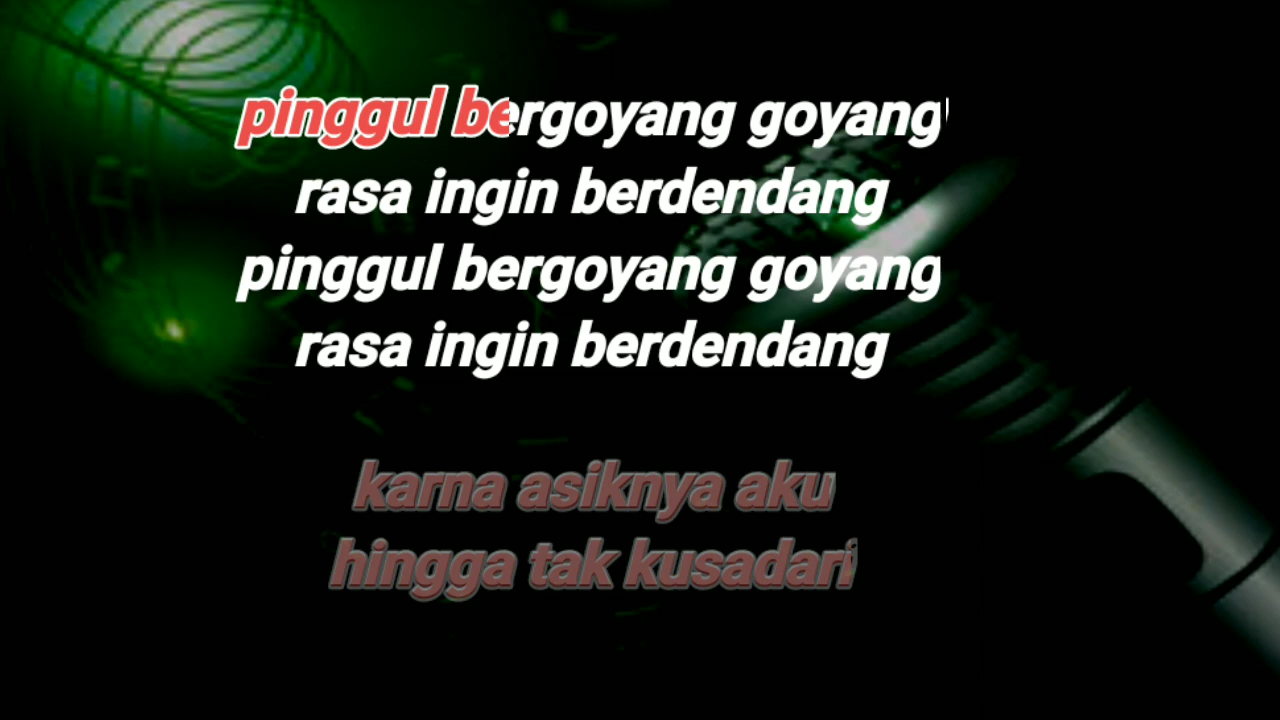 pinggul bergoyang goyang
rasa ingin berdendang
pinggul bergoyang goyang
rasa ingin berdendang
karna asiknya aku
hingga tak kusadari